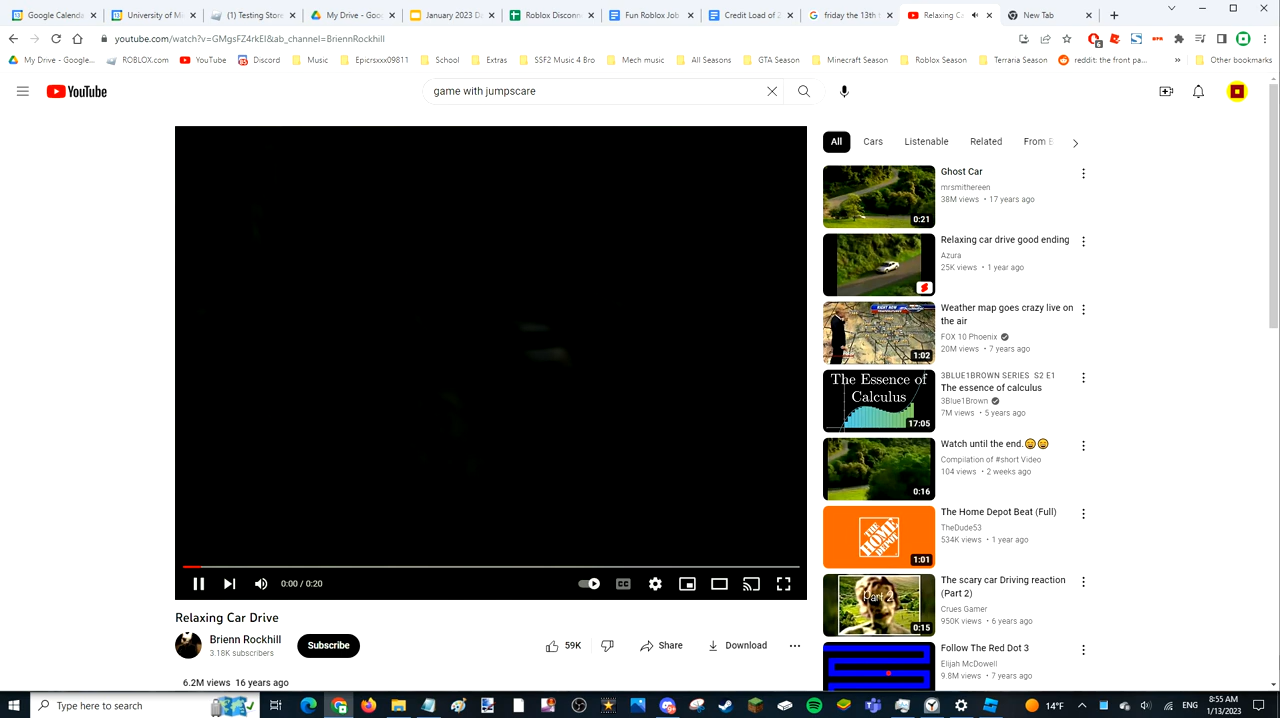 Google Calenda
University of M
(1) Testing Store
My Drive - Goo
January 2023 D
Roblox Disconn
Fun Roblox Job
Credit Load of 2
friday the 13th t
Relaxing Ca
New Tab
youtube.com/watch?v=GMgsFZ4rkEI&ab_channel=BriennRockhill
My Drive - Google...
ROBLOX.com
YouTube
Discord
Music
Epicrsxxx09811
School
Extras
SSF2 Music 4 Bro
Mech music
All Seasons
GTA Season
Minecraft Season
Roblox Season
Terraria Season
reddit: the front pa...
»
Other bookmarks
YouTube
game with jumpscare
All
Cars
Listenable
Related
From B
Ghost Car
mrsmithereen
38M views • 17 years ago
0:21
Relaxing car drive good ending
Azura
25K views • 1 year ago
Weather map goes crazy live on
the air
FOX 10 Phoenix
20M views • 7 years ago
RIGHT NOW
1:02
3BLUE1BROWN SERIES S2 E1
The essence of calculus
3Blue1Brown
7M views • 5 years ago
The Essence of
Calculus
17:05
Watch until the end.😄😄
Compilation of #short Video
104 views • 2 weeks ago
0:16
The Home Depot Beat (Full)
TheDude53
534K views • 1 year ago
THE
HOME
DEPOT
1:01
The scary car Driving reaction
(Part 2)
Crues Gamer
950K views • 6 years ago
Part 2
0:15
Follow The Red Dot 3
Elijah McDowell
9.8M views • 7 years ago
0:00 / 0:20
CC
Relaxing Car Drive
Brienn Rockhill
3.18K subscribers
Subscribe
59K
Share
Download
6.2M views 16 years ago
Type here to search
14°F
ENG
8:55 AM
1/13/2023